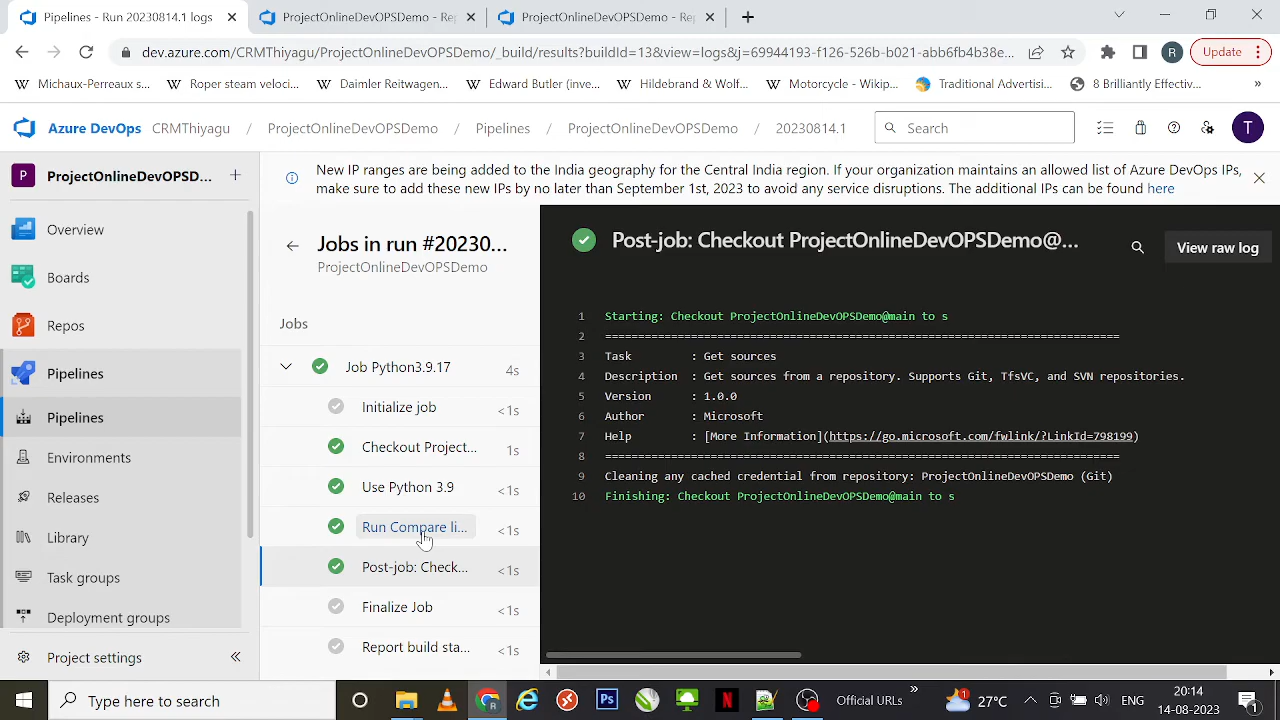 Pipelines - Run 20230814.1 logs
ProjectOnlineDevOPSDemo - Rep
ProjectOnlineDevOPSDemo - Rep
dev.azure.com/CRMThiyagu/ProjectOnlineDevOPSDemo/_build/results?buildId=13&view=logs&j=69944193-f126-526b-b021-abb6fb4b38e...
R
Update
Michaux-Perreaux s...
Roper steam veloci...
Daimler Reitwagen...
Edward Butler (inve...
Hildebrand & Wolf...
Motorcycle - Wikip...
Traditional Advertisi...
8 Brilliantly Effectiv...
»
Azure DevOps CRMThiyagu / ProjectOnlineDevOPSDemo / Pipelines / ProjectOnlineDevOPSDemo / 20230814.1
Search
T
P ProjectOnlineDevOPSD... +
Overview
Boards
Repos
Pipelines
Pipelines
Environments
Releases
Library
Task groups
Deployment groups
Project settings
New IP ranges are being added to the India geography for the Central India region. If your organization maintains an allowed list of Azure DevOps IPs,
make sure to add these new IPs by no later than September 1st, 2023 to avoid any service disruptions. The additional IPs can be found here
Jobs in run #20230...
ProjectOnlineDevOPSDemo
Jobs
Job Python3.9.17 4s
Initialize job <1s
Checkout Project... 1s
Use Python 3.9 <1s
Run Compare li... <1s
Post-job: Check... <1s
Finalize Job <1s
Report build sta... <1s
Post-job: Checkout ProjectOnlineDevOPSDemo@...
View raw log
1 Starting: Checkout ProjectOnlineDevOPSDemo@main to s
2 ==============================================================================
3 Task : Get sources
4 Description : Get sources from a repository. Supports Git, TfsVC, and SVN repositories.
5 Version : 1.0.0
6 Author : Microsoft
7 Help : [More Information](https://go.microsoft.com/fwlink/?LinkId=798199)
8 ==============================================================================
9 Cleaning any cached credential from repository: ProjectOnlineDevOPSDemo (Git)
10 Finishing: Checkout ProjectOnlineDevOPSDemo@main to s
Type here to search
Ps
N
Official URLs
»
1
27°C
ENG
20:14
14-08-2023
1